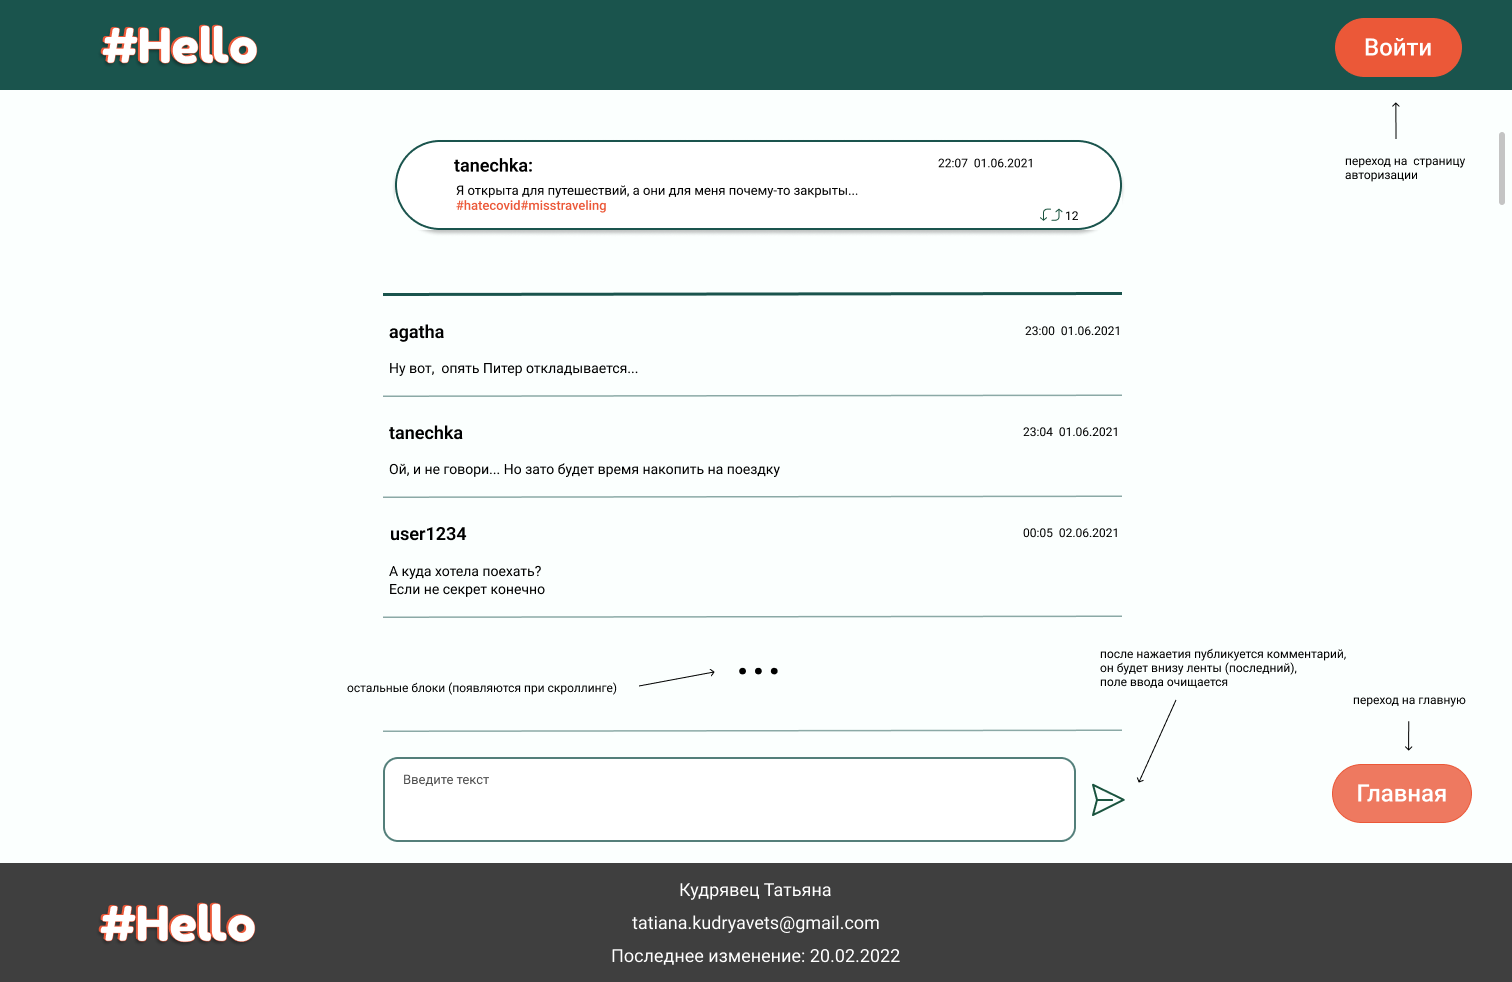 #Hello
Войти
переход на страницу
авторизации
tanechka:
22:07 01.06.2021
Я открыта для путешествий, а они для меня почему-то закрыты...
#hatecovid#misstraveling
12
agatha
23:00 01.06.2021
Ну вот, опять Питер откладывается...
tanechka
23:04 01.06.2021
Ой, и не говори... Но зато будет время накопить на поездку
user1234
00:05 02.06.2021
А куда хотела поехать?
Если не секрет конечно
остальные блоки (появляются при скроллинге)
после нажаетия публикуется комментарий,
он будет внизу ленты (последний),
поле ввода очищается
переход на главную
Введите текст
Главная
#Hello
Кудрявец Татьяна
tatiana.kudryavets@gmail.com
Последнее изменение: 20.02.2022